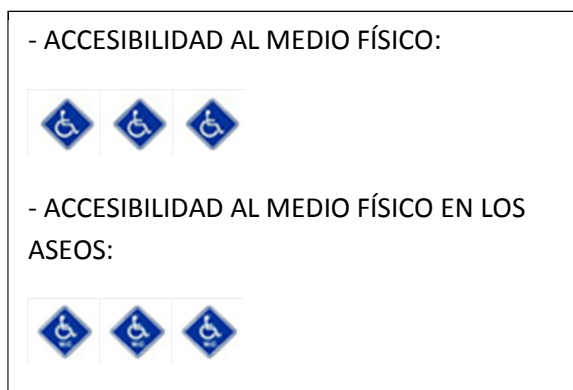 - ACCESIBILIDAD AL MEDIO FÍSICO:
- ACCESIBILIDAD AL MEDIO FÍSICO EN LOS
ASEOS: